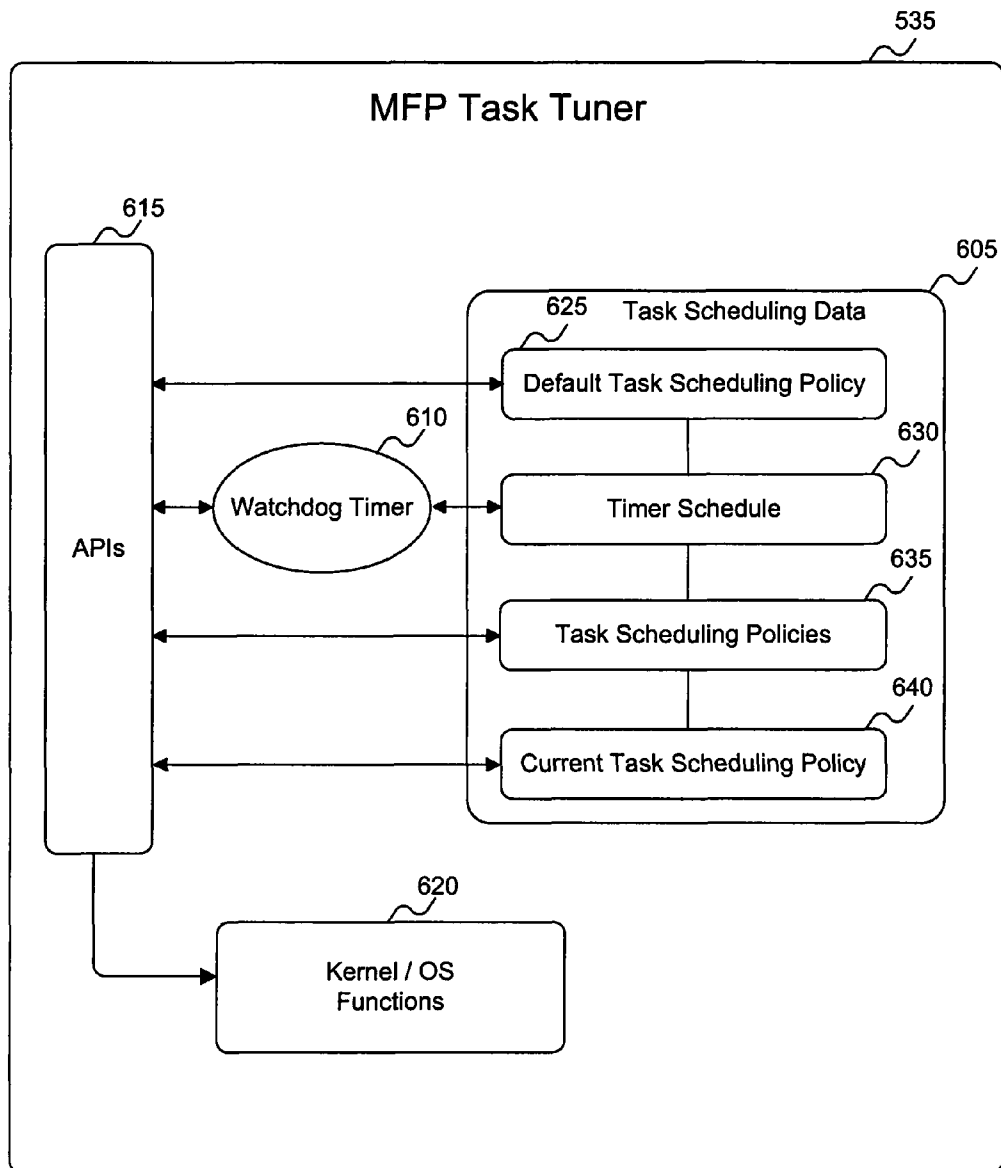 535
MFP Task Tuner
615
605
625
Task Scheduling Data
Default Task Scheduling Policy
610
630
Watchdog Timer
Timer Schedule
APIs
635
Task Scheduling Policies
640
Current Task Scheduling Policy
620
Kernel / OS
Functions